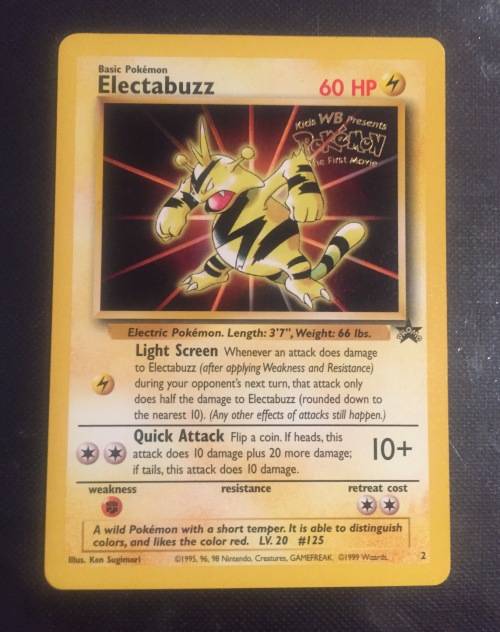 Basic Pokémon
Electabuzz
60 HP
Kids WB Presents
POKéMON
The First Movie
Electric Pokémon. Length: 3'7", Weight: 66 lbs.
Light Screen Whenever an attack does damage
to Electabuzz (after applying Weakness and Resistance)
during your opponent's next turn, that attack only
does half the damage to Electabuzz (rounded down to
the nearest 10). (Any other effects of attacks still happen.)
Quick Attack Flip a coin. If heads, this
attack does 10 damage plus 20 more damage;
if tails, this attack does 10 damage.
10+
weakness resistance retreat cost
A wild Pokémon with a short temper. It is able to distinguish
colors, and likes the color red. LV. 20 #125
Illus. Ken Sugimori ©1995, 96, 98 Nintendo, Creatures, GAMEFREAK. ©1999 Wizards. 2